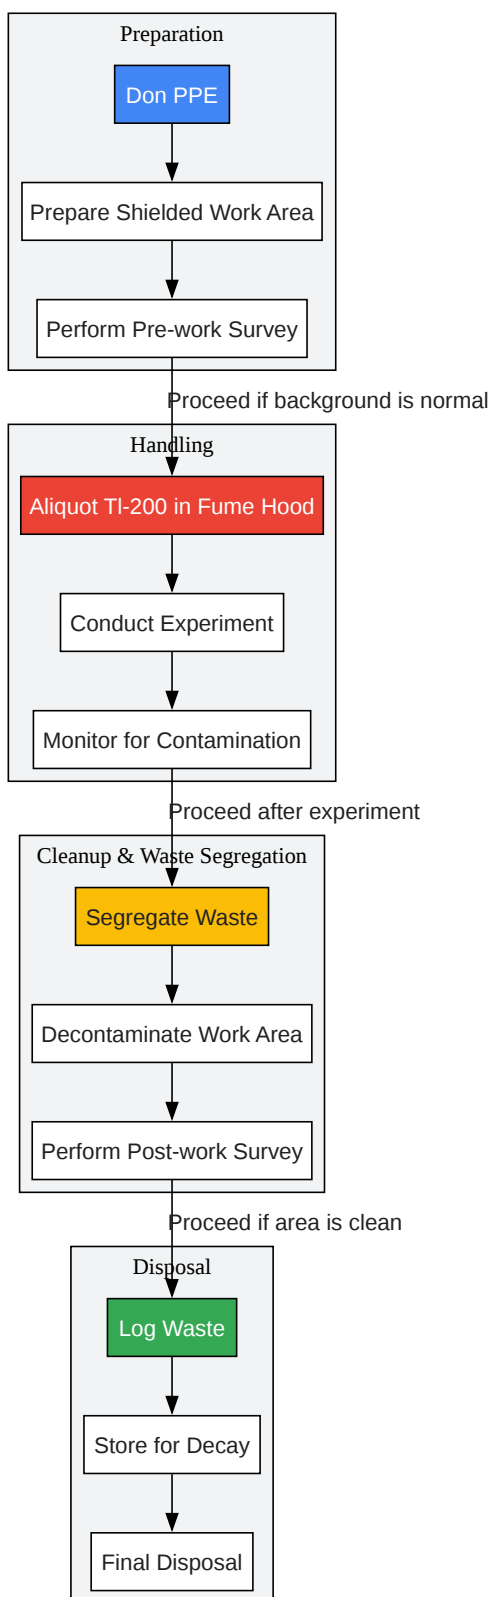 Preparation
Don PPE
Prepare Shielded Work Area
Perform Pre-work Survey
Proceed if background is normal
Handling
Aliquot Tl-200 in Fume Hood
Conduct Experiment
Monitor for Contamination
Proceed after experiment
Cleanup & Waste Segregation
Segregate Waste
Decontaminate Work Area
Perform Post-work Survey
Proceed if area is clean
Disposal
Log Waste
Store for Decay
Final Disposal